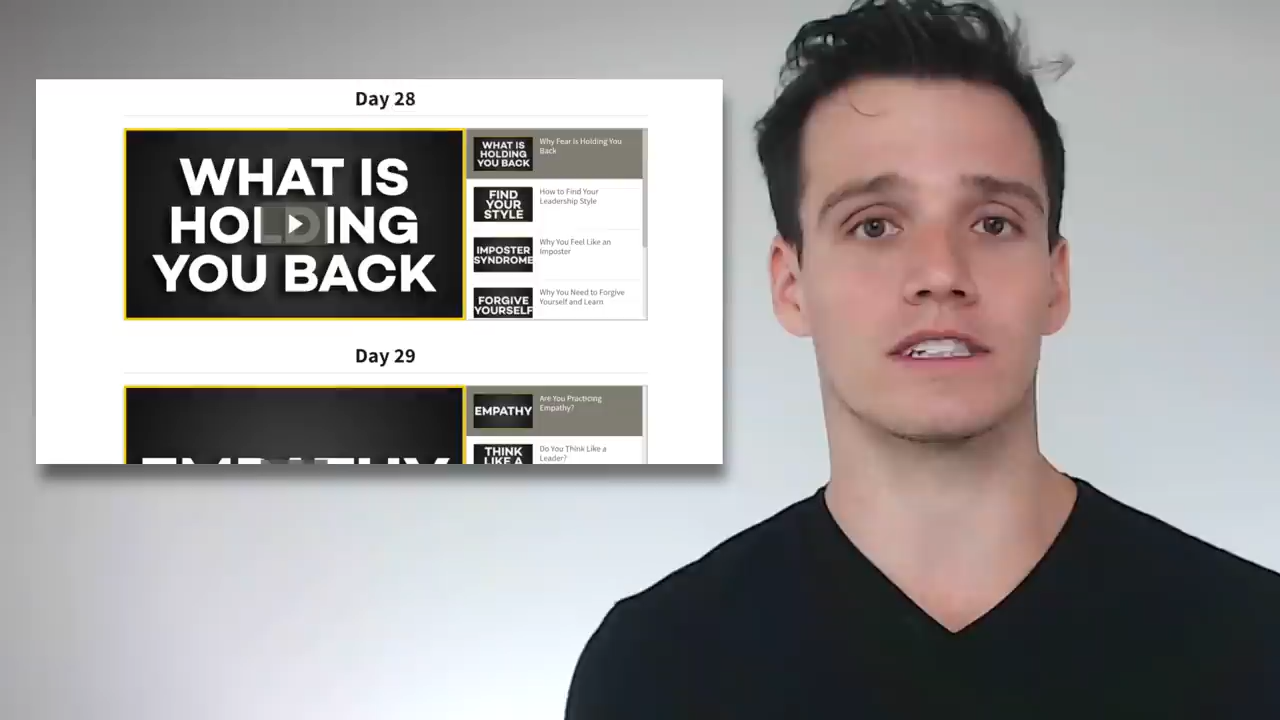 Day 28
WHAT IS
HOLDING
YOU BACK
WHAT IS
HOLDING
YOU BACK
Why Fear Is Holding You
Back
FIND
YOUR
STYLE
How to Find Your
Leadership Style
IMPOSTER
SYNDROME
Why You Feel Like an
Imposter
FORGIVE
YOURSELF
Why You Need to Forgive
Yourself and Learn
Day 29
EMPATHY
EMPATHY
Are You Practicing
Empathy?
THINK
LIKE A
Do You Think Like a
Leader?